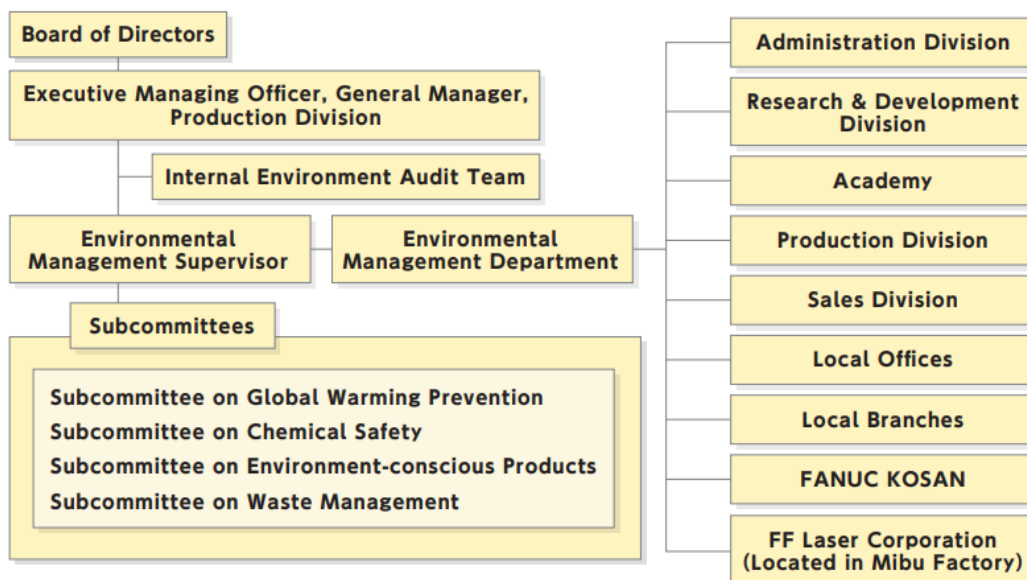 Board of Directors
Executive Managing Officer, General Manager,
Production Division
Internal Environment Audit Team
Environmental
Management Supervisor
Environmental
Management Department
Subcommittees
Subcommittee on Global Warming Prevention
Subcommittee on Chemical Safety
Subcommittee on Environment-conscious Products
Subcommittee on Waste Management
Administration Division
Research & Development
Division
Academy
Production Division
Sales Division
Local Offices
Local Branches
FANUC KOSAN
FF Laser Corporation
(Located in Mibu Factory)